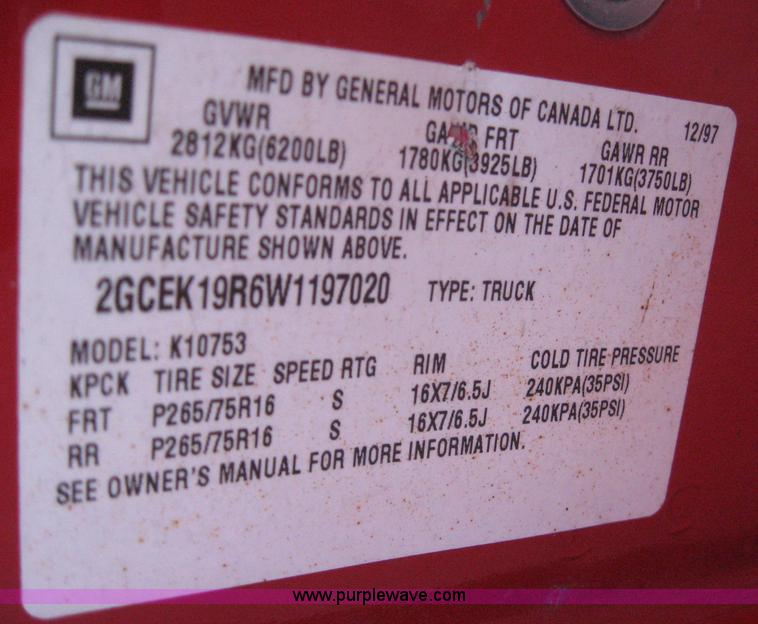 GM
MFD BY GENERAL MOTORS OF CANADA LTD. 12/97
GVWR GAWR FRT GAWR RR
2812KG(6200LB) 1780KG(3925LB) 1701KG(3750LB)
THIS VEHICLE CONFORMS TO ALL APPLICABLE U.S. FEDERAL MOTOR
VEHICLE SAFETY STANDARDS IN EFFECT ON THE DATE OF
MANUFACTURE SHOWN ABOVE.
2GCEK19R6W1197020 TYPE: TRUCK
MODEL: K10753
KPCK TIRE SIZE SPEED RTG RIM COLD TIRE PRESSURE
FRT P265/75R16 S 16X7/6.5J 240KPA(35PSI)
RR P265/75R16 S 16X7/6.5J 240KPA(35PSI)
SEE OWNER'S MANUAL FOR MORE INFORMATION.
www.purplewave.com